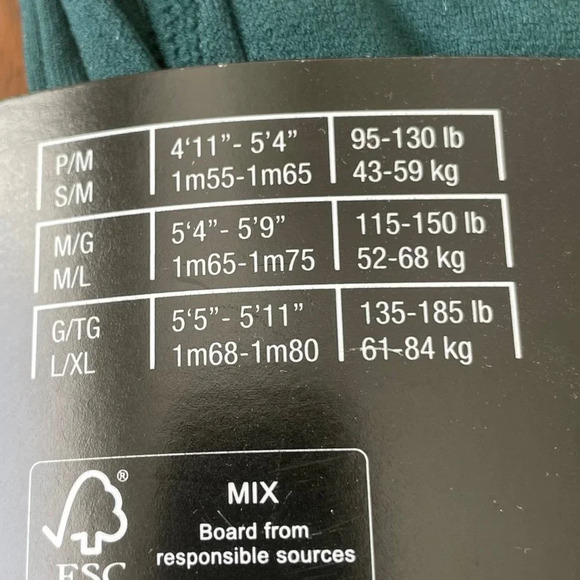 P/M 4'11"- 5'4" 95-130 lb
S/M 1m55-1m65 43-59 kg
M/G 5'4"- 5'9" 115-150 lb
M/L 1m65-1m75 52-68 kg
G/TG 5'5"- 5'11" 135-185 lb
L/XL 1m68-1m80 61-84 kg
®
MIX
Board from
responsible sources
FSC